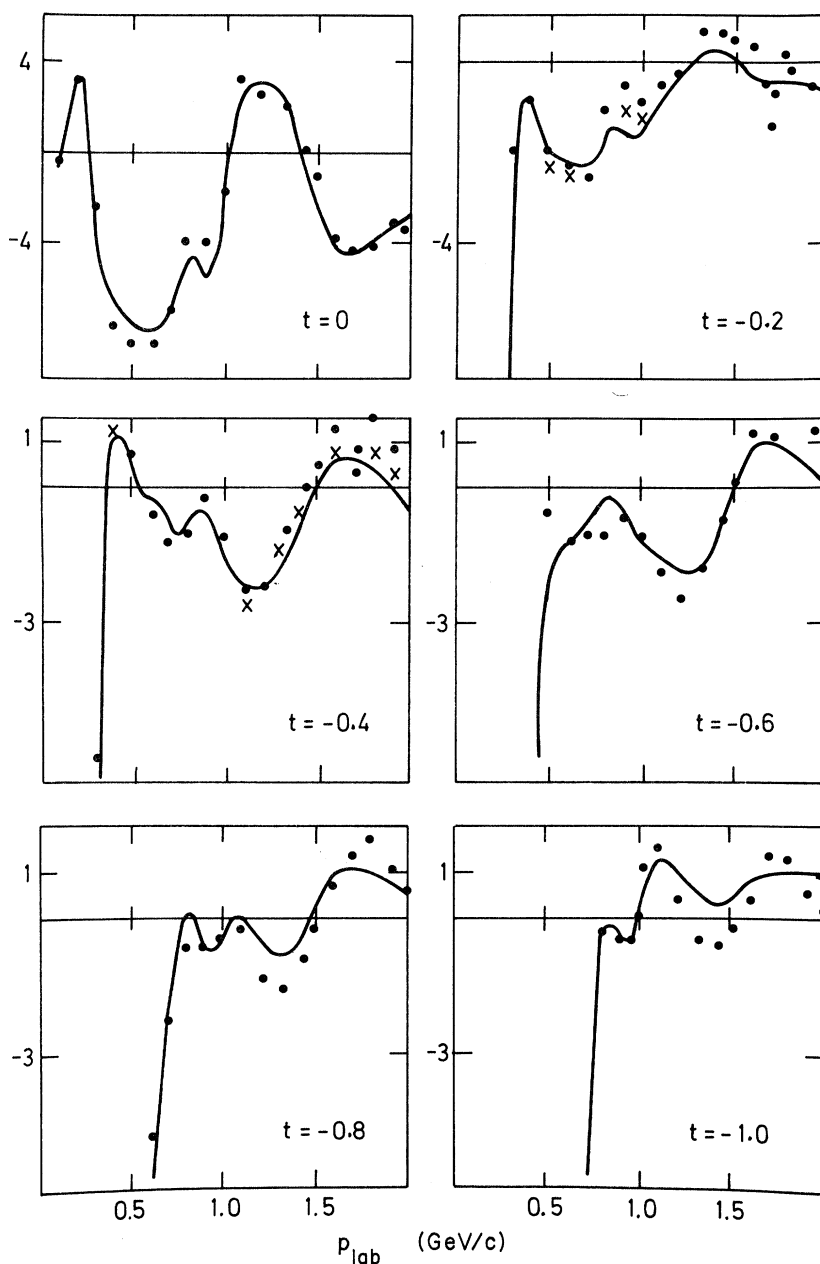 4
-4
t = 0
-4
t = -0.2
1
-3
t = -0.4
1
-3
t = -0.6
1
-3
t = -0.8
1
-3
t = -1.0
0.5 1.0 1.5
0.5 1.0 1.5
p_lab (GeV/c)